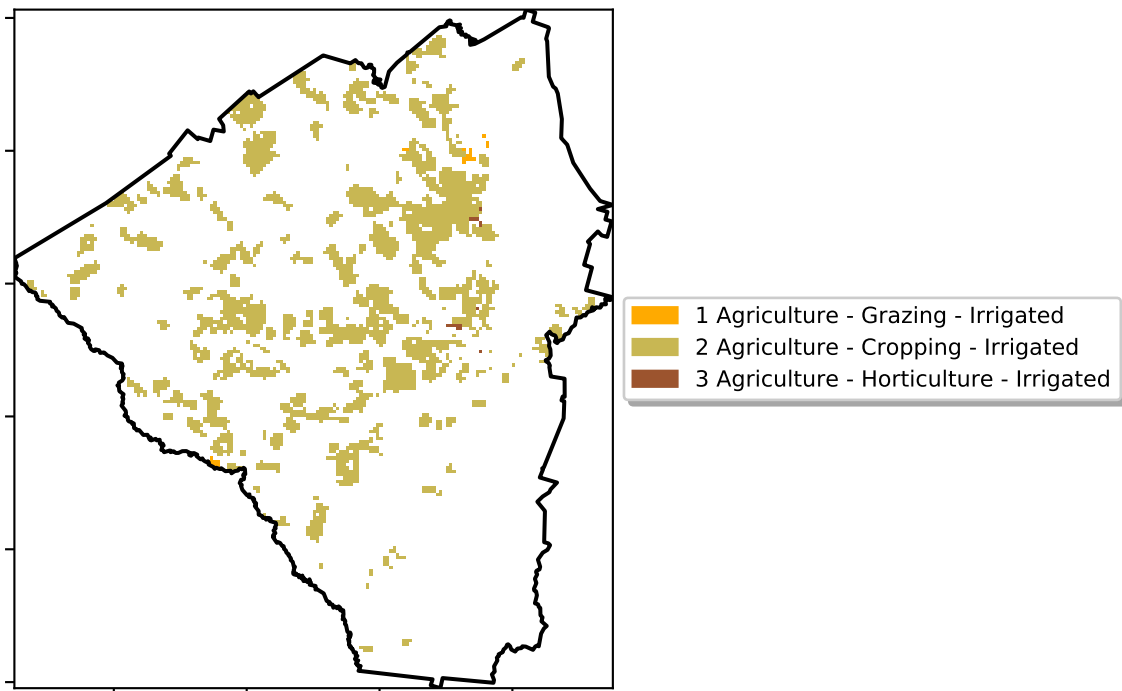 1 Agriculture - Grazing - Irrigated
2 Agriculture - Cropping - Irrigated
3 Agriculture - Horticulture - Irrigated